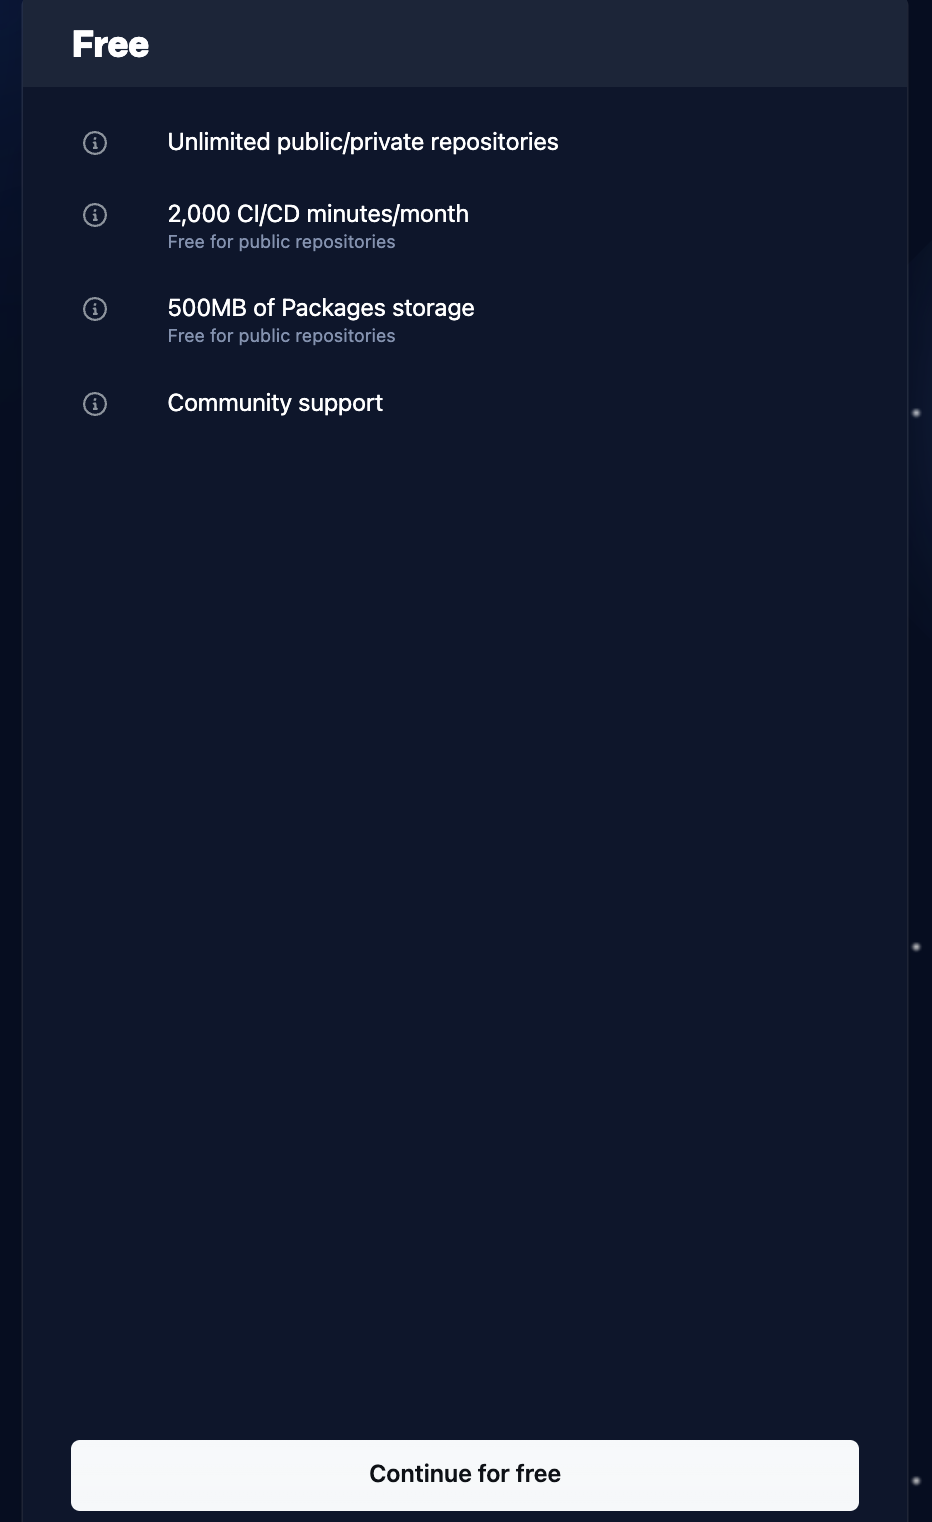 Free
Unlimited public/private repositories
2,000 CI/CD minutes/month
Free for public repositories
500MB of Packages storage
Free for public repositories
Community support
Continue for free